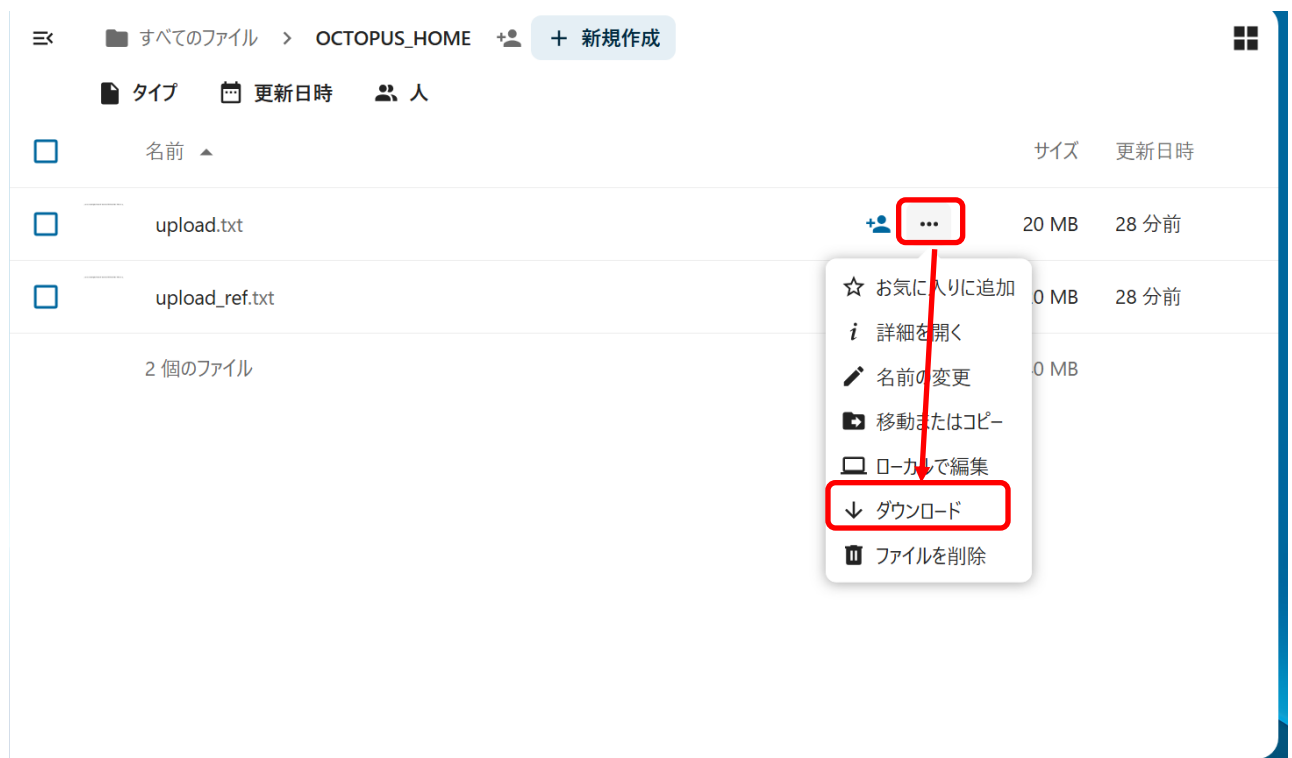 すべてのファイル > OCTOPUS_HOME + 新規作成
タイプ 更新日時 人
名前 サイズ 更新日時
upload.txt ... 20 MB 28 分前
お気に入りに追加
upload_ref.txt 0 MB 28 分前
詳細を開く
2 個のファイル 0 MB
名前の変更
移動またはコピー
ローカルで編集
ダウンロード
ファイルを削除